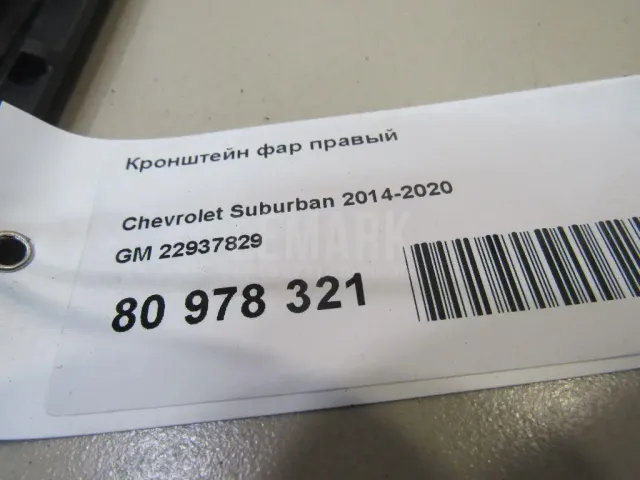 Кронштейн фар правый
Chevrolet Suburban 2014-2020
GM 22937829
80 978 321